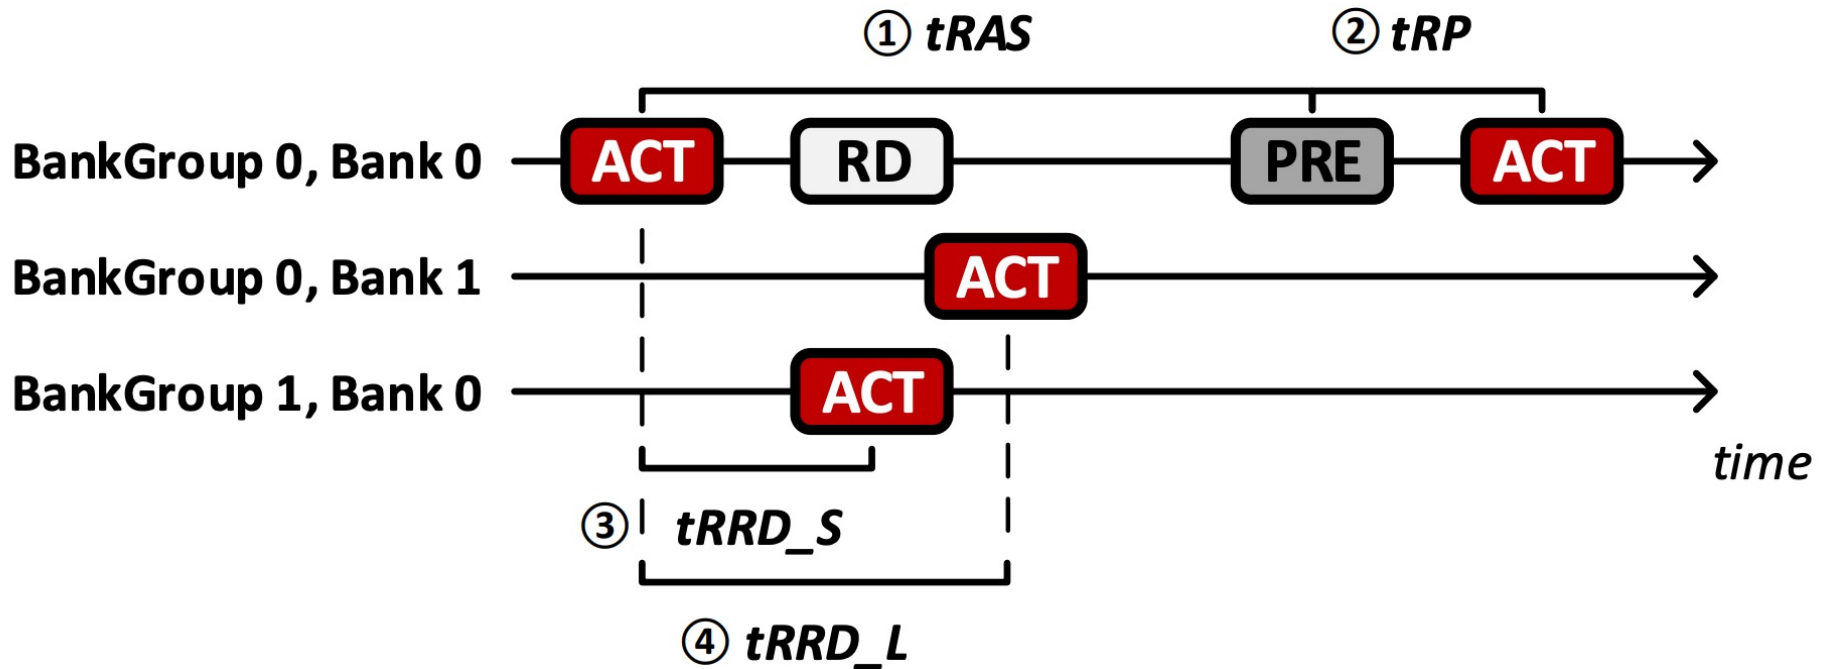 ① tRAS ② tRP
BankGroup 0, Bank 0 ACT RD PRE ACT
BankGroup 0, Bank 1 ACT
BankGroup 1, Bank 0 ACT
time
③ tRRD_S
④ tRRD_L